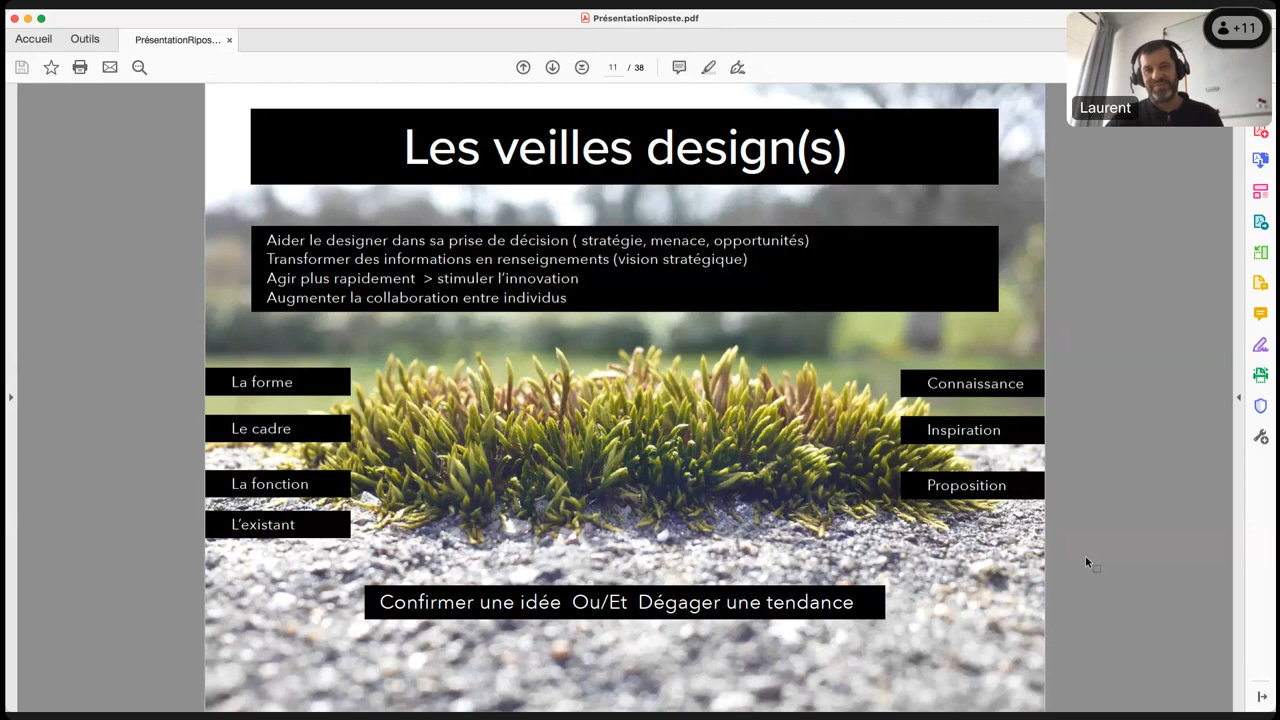 PrésentationRiposte.pdf
Accueil
Outils
PrésentationRipos... ×
11 / 38
+11
Laurent
Les veilles design(s)
Aider le designer dans sa prise de décision ( stratégie, menace, opportunités)
Transformer des informations en renseignements (vision stratégique)
Agir plus rapidement > stimuler l’innovation
Augmenter la collaboration entre individus
La forme
Le cadre
La fonction
L’existant
Connaissance
Inspiration
Proposition
Confirmer une idée Ou/Et Dégager une tendance